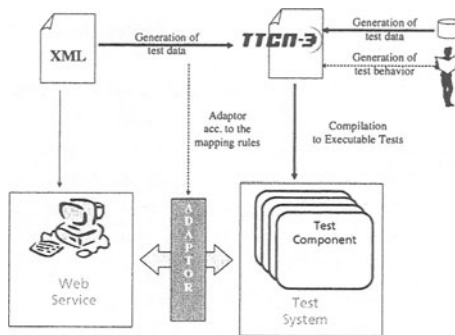 XML
Generation of
test data
TTCN-3
Generation of
test data
Generation of
test behavior
Adaptor
acc. to the
mapping rules
Compilation
to Executable Tests
ADAPTOR
Test
Component
Web
Service
Test
System